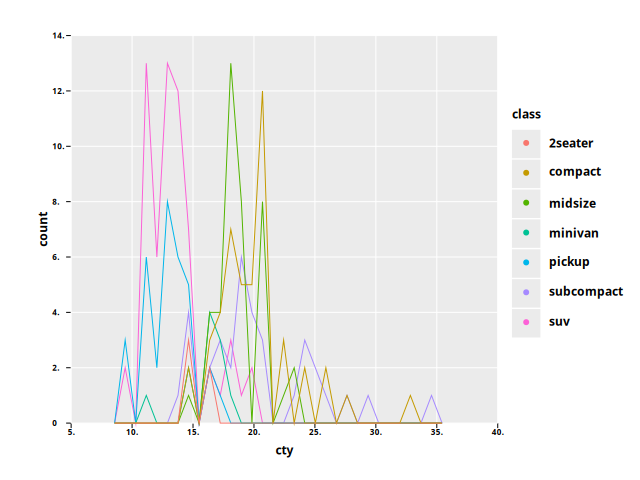 14.
12.
10.
8.
6.
4.
2.
0
count
5.
10.
15.
20.
25.
30.
35.
40.
cty
class
2seater
compact
midsize
minivan
pickup
subcompact
suv